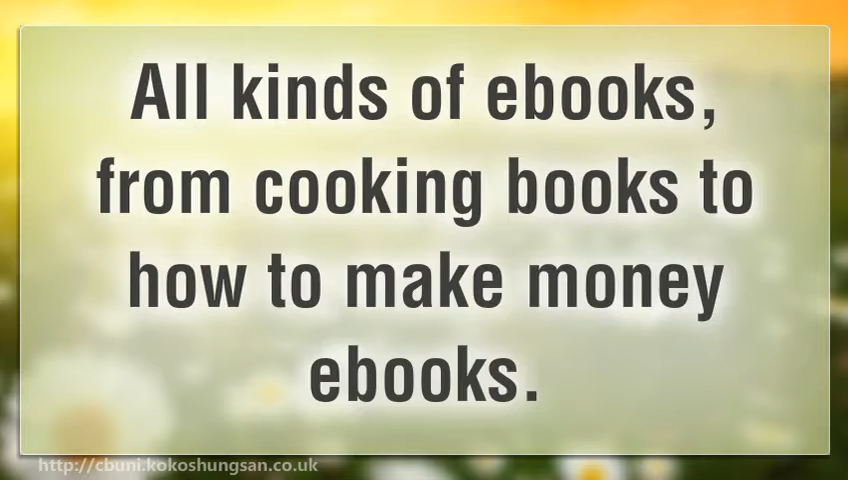 All kinds of ebooks,
from cooking books to
how to make money
ebooks.
http://cbuni.kokoshungsan.co.uk